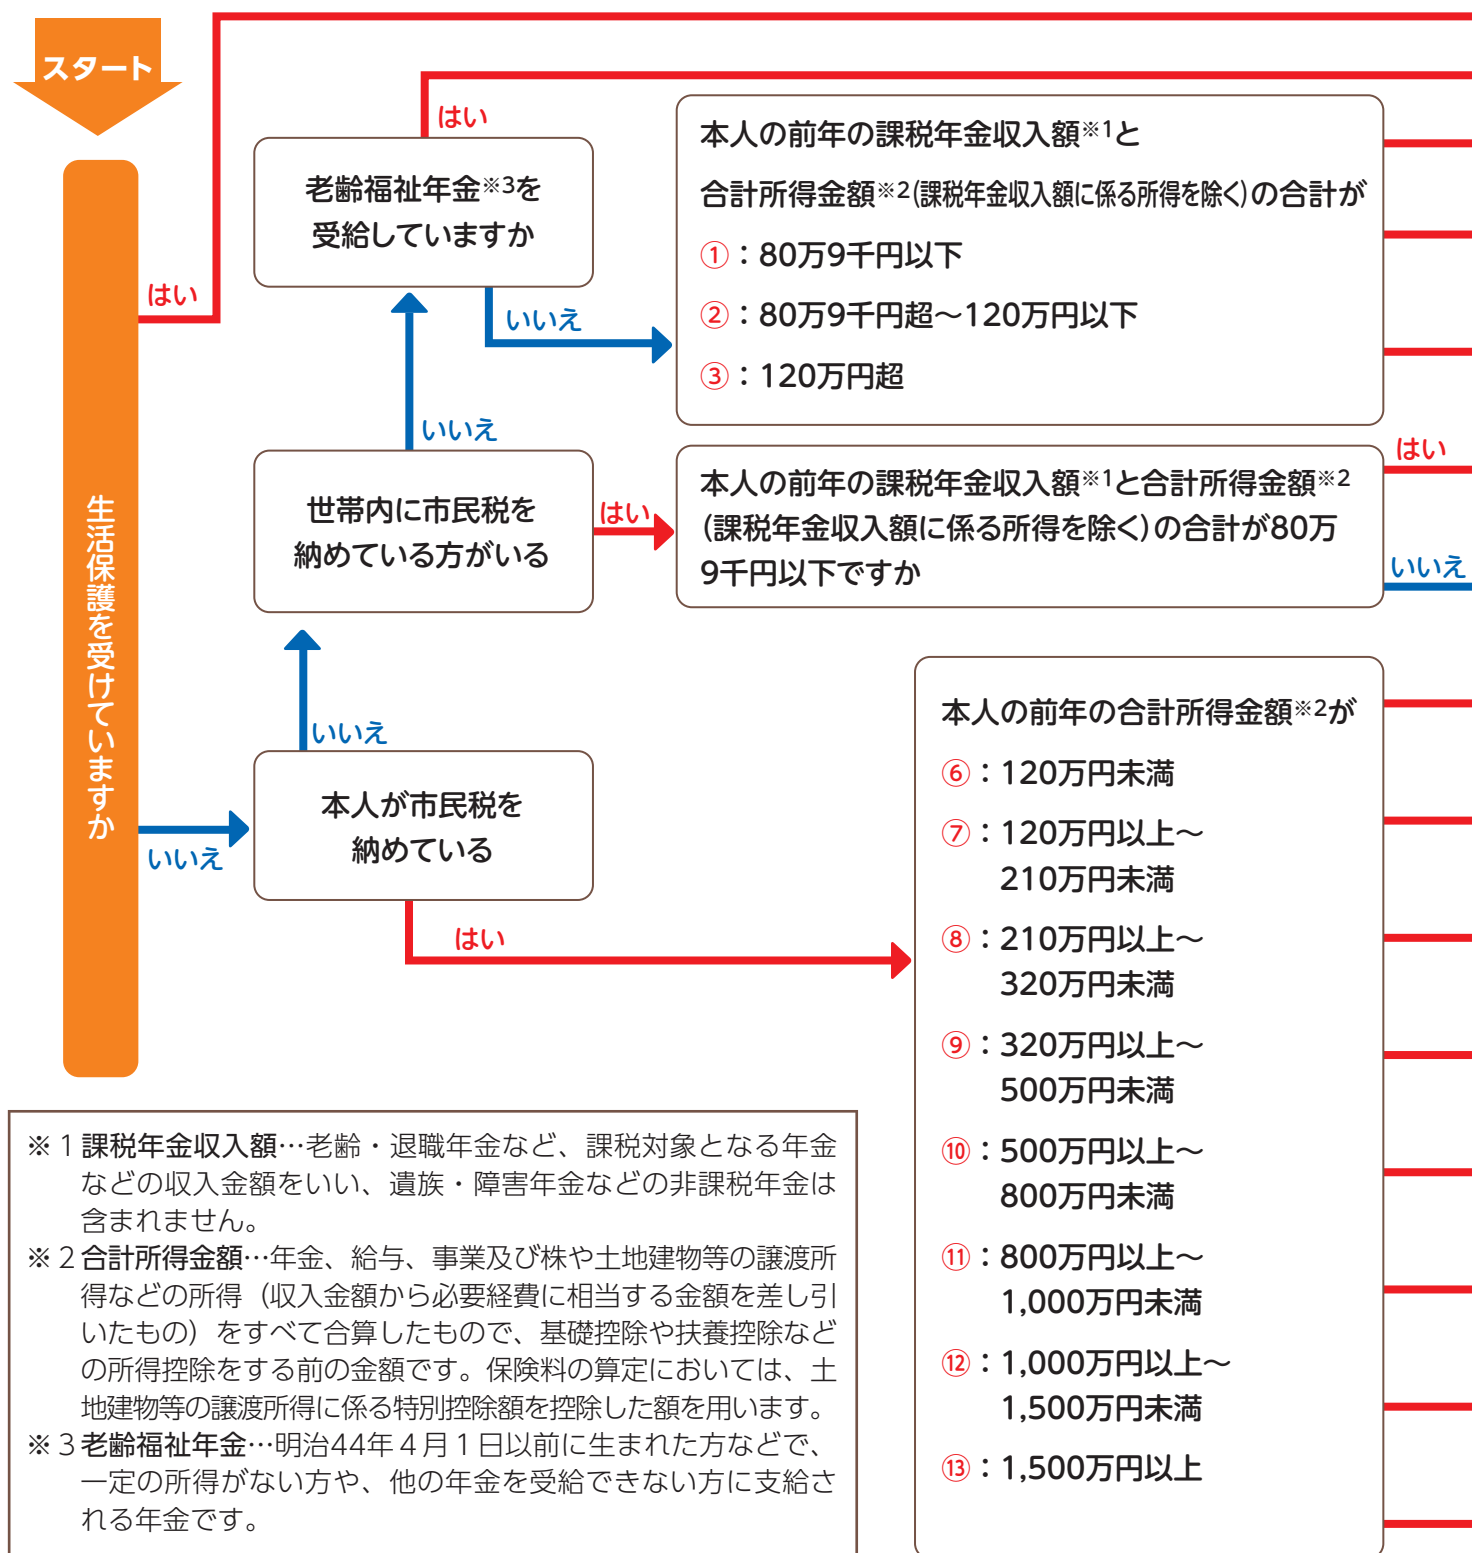 スタート
生活保護を受けていますか
はい
いいえ
はい
老齢福祉年金※3を
受給していますか
いいえ
いいえ
世帯内に市民税を
納めている方がいる
はい
いいえ
本人が市民税を
納めている
はい
本人の前年の課税年金収入額※1と
合計所得金額※2(課税年金収入額に係る所得を除く)の合計が
①：80万9千円以下
②：80万9千円超～120万円以下
③：120万円超
本人の前年の課税年金収入額※1と合計所得金額※2
(課税年金収入額に係る所得を除く)の合計が80万
9千円以下ですか
はい
いいえ
本人の前年の合計所得金額※2が
⑥：120万円未満
⑦：120万円以上～
210万円未満
⑧：210万円以上～
320万円未満
⑨：320万円以上～
500万円未満
⑩：500万円以上～
800万円未満
⑪：800万円以上～
1,000万円未満
⑫：1,000万円以上～
1,500万円未満
⑬：1,500万円以上
※１課税年金収入額…老齢・退職年金など、課税対象となる年金
などの収入金額をいい、遺族・障害年金などの非課税年金は
含まれません。
※２合計所得金額…年金、給与、事業及び株や土地建物等の譲渡所
得などの所得（収入金額から必要経費に相当する金額を差し引
いたもの）をすべて合算したもので、基礎控除や扶養控除など
の所得控除をする前の金額です。保険料の算定においては、土
地建物等の譲渡所得に係る特別控除額を控除した額を用います。
※３老齢福祉年金…明治44年４月１日以前に生まれた方などで、
一定の所得がない方や、他の年金を受給できない方に支給さ
れる年金です。